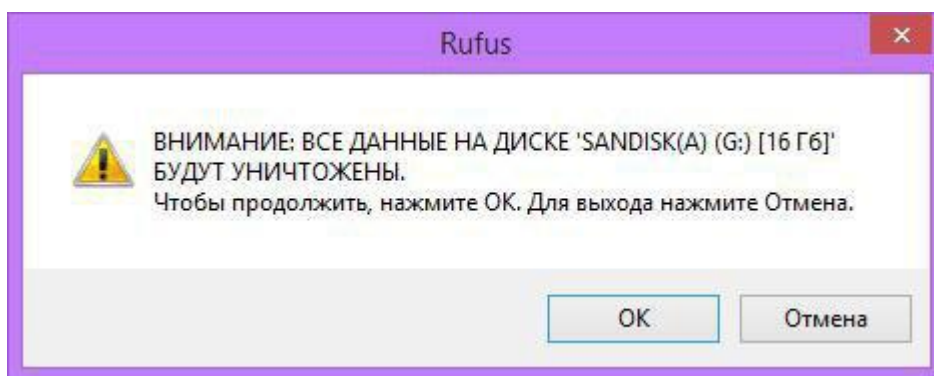 Rufus
ВНИМАНИЕ: ВСЕ ДАННЫЕ НА ДИСКЕ 'SANDISK(A) (G:) [16 Гб]'
БУДУТ УНИЧТОЖЕНЫ.
Чтобы продолжить, нажмите ОК. Для выхода нажмите Отмена.
ОК
Отмена